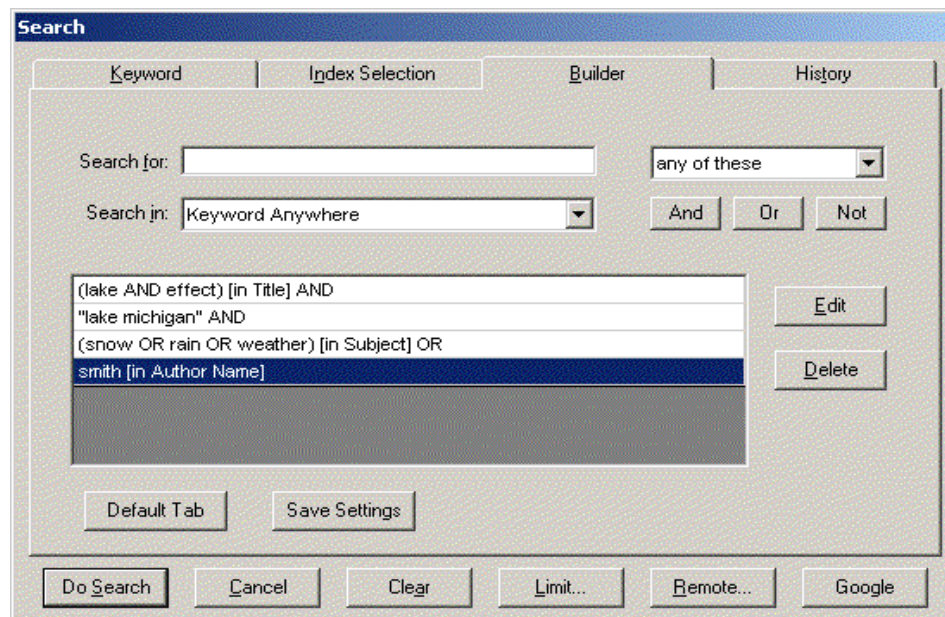 Search
Keyword Index Selection Builder History
Search for: any of these
Search in: Keyword Anywhere And Or Not
(lake AND effect) [in Title] AND
"lake michigan" AND
(snow OR rain OR weather) [in Subject] OR
smith [in Author Name]
Edit
Delete
Default Tab Save Settings
Do Search Cancel Clear Limit... Remote... Google